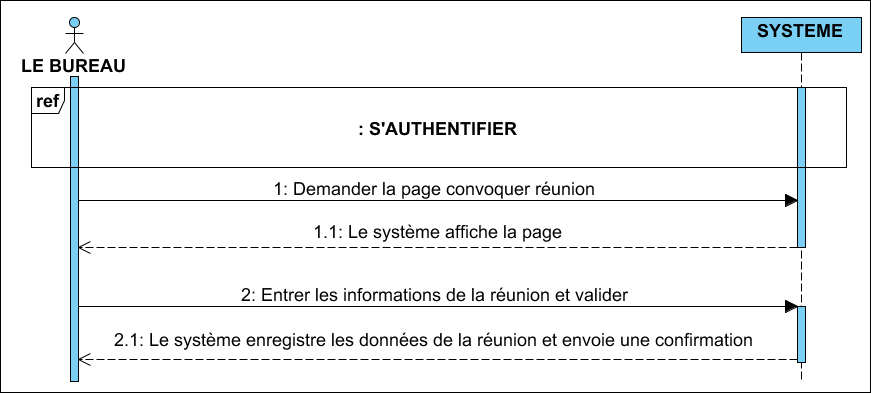 LE BUREAU
SYSTEME
ref
: S'AUTHENTIFIER
1: Demander la page convoquer réunion
1.1: Le système affiche la page
2: Entrer les informations de la réunion et valider
2.1: Le système enregistre les données de la réunion et envoie une confirmation